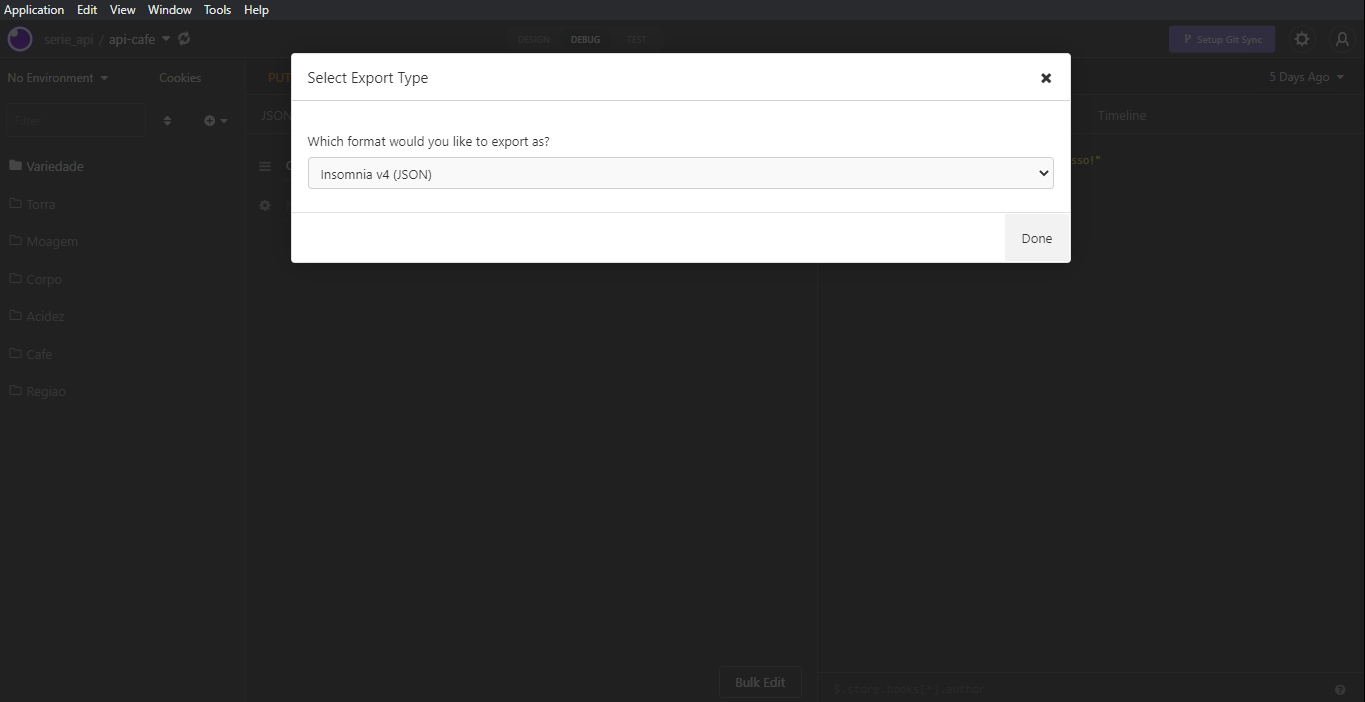 Application Edit View Window Tools Help
serie_api / api-cafe
DESIGN DEBUG TEST
Setup Git Sync
No Environment
Cookies
PUT
5 Days Ago
Select Export Type
Filter
JSON
Timeline
Which format would you like to export as?
Insomnia v4 (JSON)
sso!"
Done
Variedade
Torra
Moagem
Corpo
Acidez
Cafe
Regiao
Bulk Edit
$.store.books[*].author